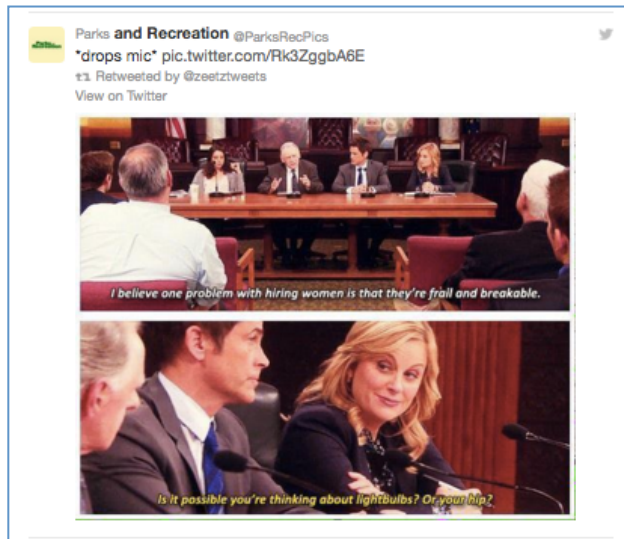 Parks and Recreation @ParksRecPics
*drops mic* pic.twitter.com/Rk3ZggbA6E
Retweeted by @zeetztweets
View on Twitter
I believe one problem with hiring women is that they're frail and breakable.
Is it possible you're thinking about lightbulbs? Or your hip?